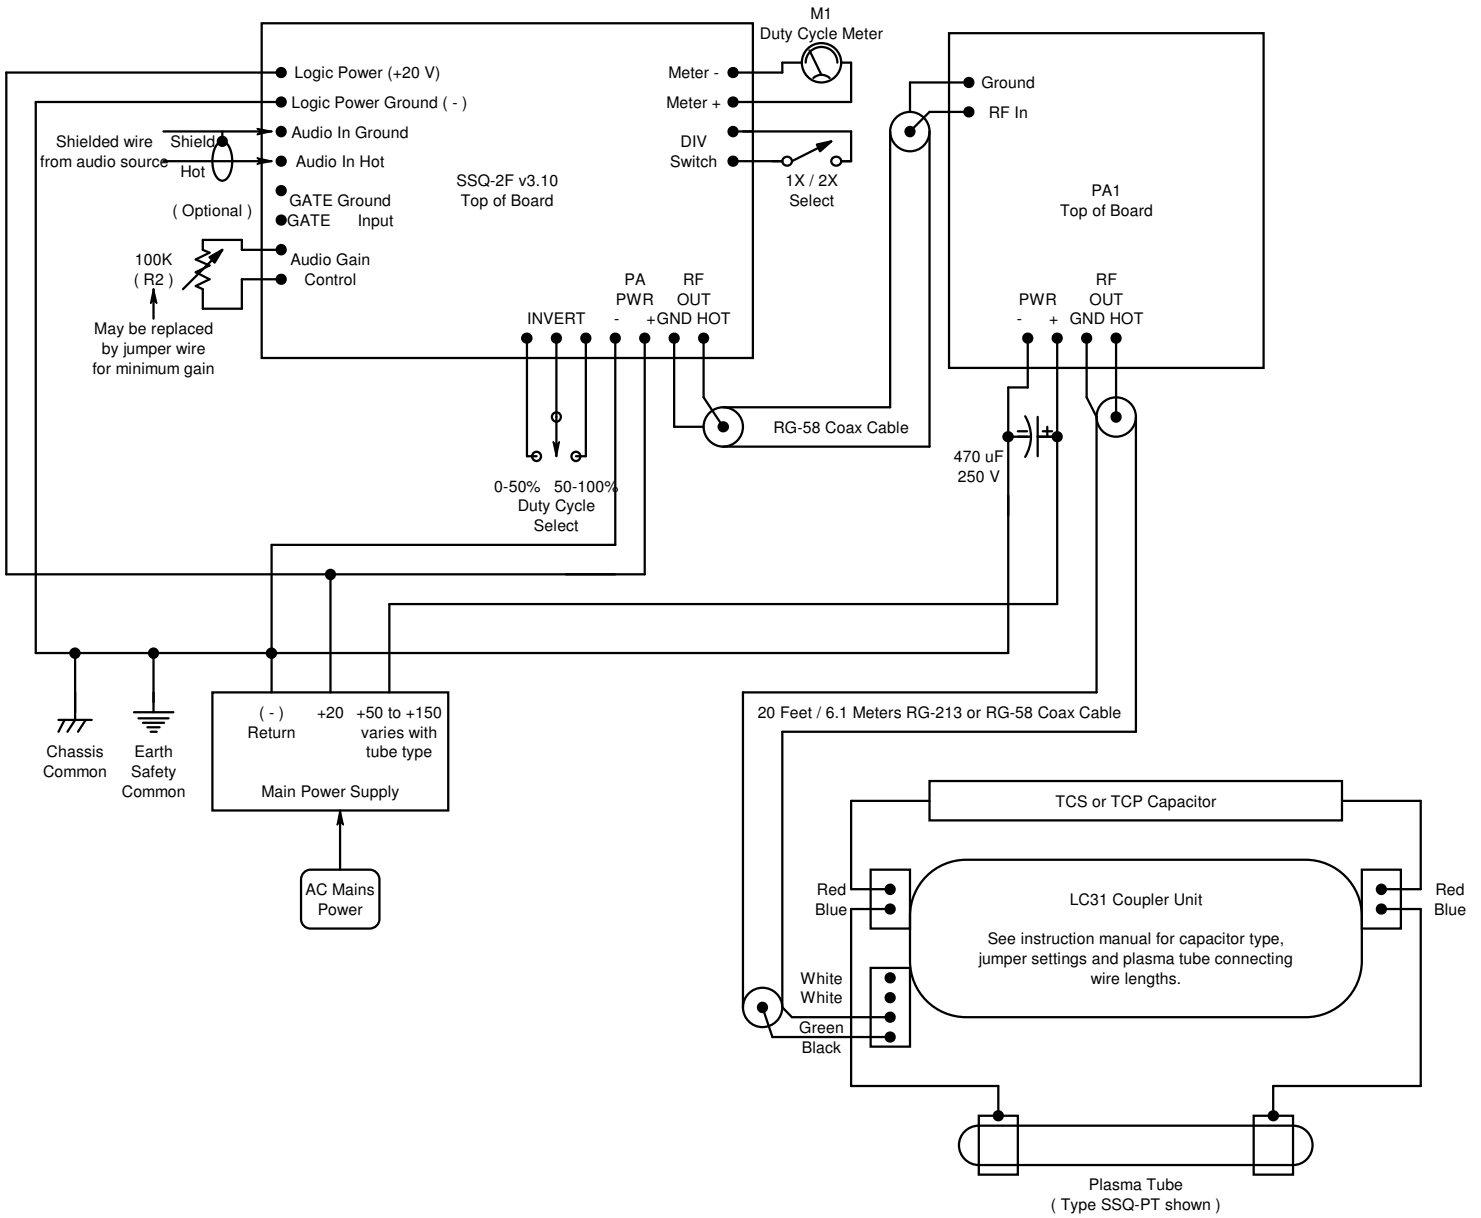 M1
Duty Cycle Meter
Logic Power (+20 V)
Logic Power Ground ( - )
Audio In Ground
Audio In Hot
GATE Ground
GATE Input
Audio Gain
Control
Shielded wire
from audio source
Shield
Hot
( Optional )
100K
( R2 )
May be replaced
by jumper wire
for minimum gain
SSQ-2F v3.10
Top of Board
Meter -
Meter +
DIV
Switch
1X / 2X
Select
INVERT
PA
PWR
- +
RF
OUT
GND HOT
0-50% 50-100%
Duty Cycle
Select
RG-58 Coax Cable
Ground
RF In
PA1
Top of Board
PWR
- +
RF
OUT
GND HOT
- +
470 uF
250 V
Chassis
Common
Earth
Safety
Common
( - )
Return
+20
+50 to +150
varies with
tube type
Main Power Supply
AC Mains
Power
20 Feet / 6.1 Meters RG-213 or RG-58 Coax Cable
TCS or TCP Capacitor
Red
Blue
LC31 Coupler Unit
See instruction manual for capacitor type,
jumper settings and plasma tube connecting
wire lengths.
Red
Blue
White
White
Green
Black
Plasma Tube
( Type SSQ-PT shown )